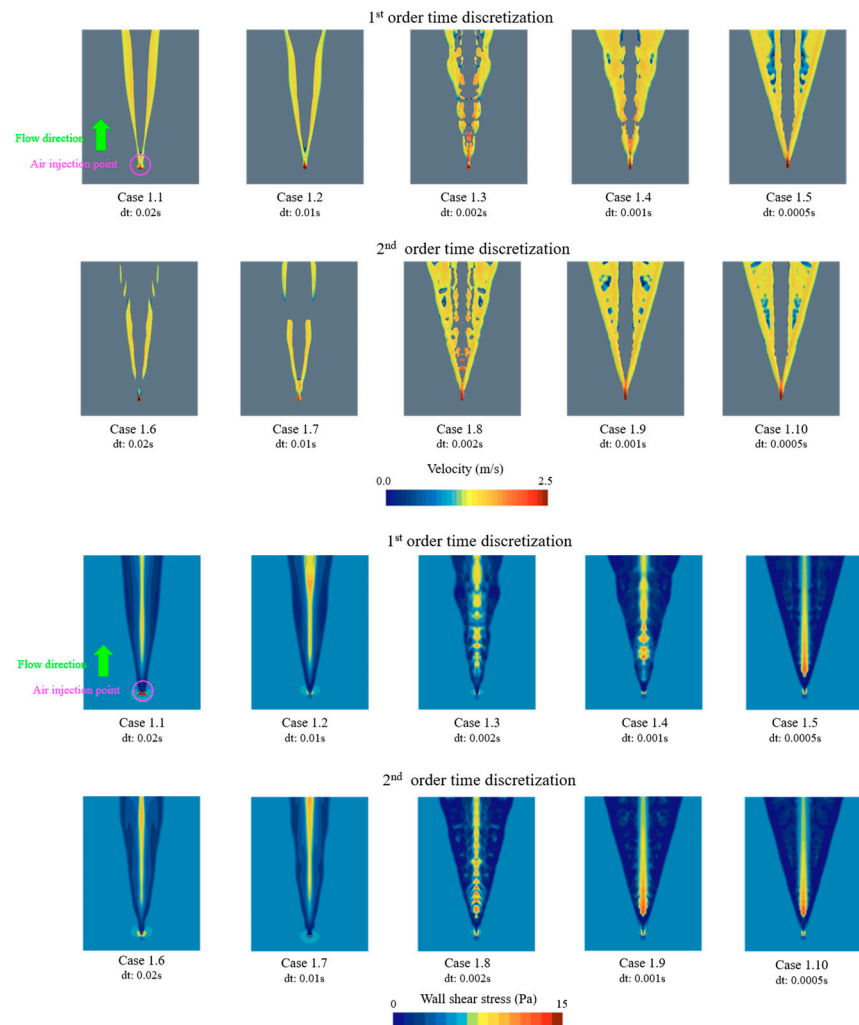 1st order time discretization
Flow direction
Air injection point
Case 1.1 Case 1.2 Case 1.3 Case 1.4 Case 1.5
dt: 0.02s dt: 0.01s dt: 0.002s dt: 0.001s dt: 0.0005s
2nd order time discretization
Case 1.6 Case 1.7 Case 1.8 Case 1.9 Case 1.10
dt: 0.02s dt: 0.01s dt: 0.002s dt: 0.001s dt: 0.0005s
Velocity (m/s)
0.0 2.5
1st order time discretization
Flow direction
Air injection point
Case 1.1 Case 1.2 Case 1.3 Case 1.4 Case 1.5
dt: 0.02s dt: 0.01s dt: 0.002s dt: 0.001s dt: 0.0005s
2nd order time discretization
Case 1.6 Case 1.7 Case 1.8 Case 1.9 Case 1.10
dt: 0.02s dt: 0.01s dt: 0.002s dt: 0.001s dt: 0.0005s
0 Wall shear stress (Pa) 15